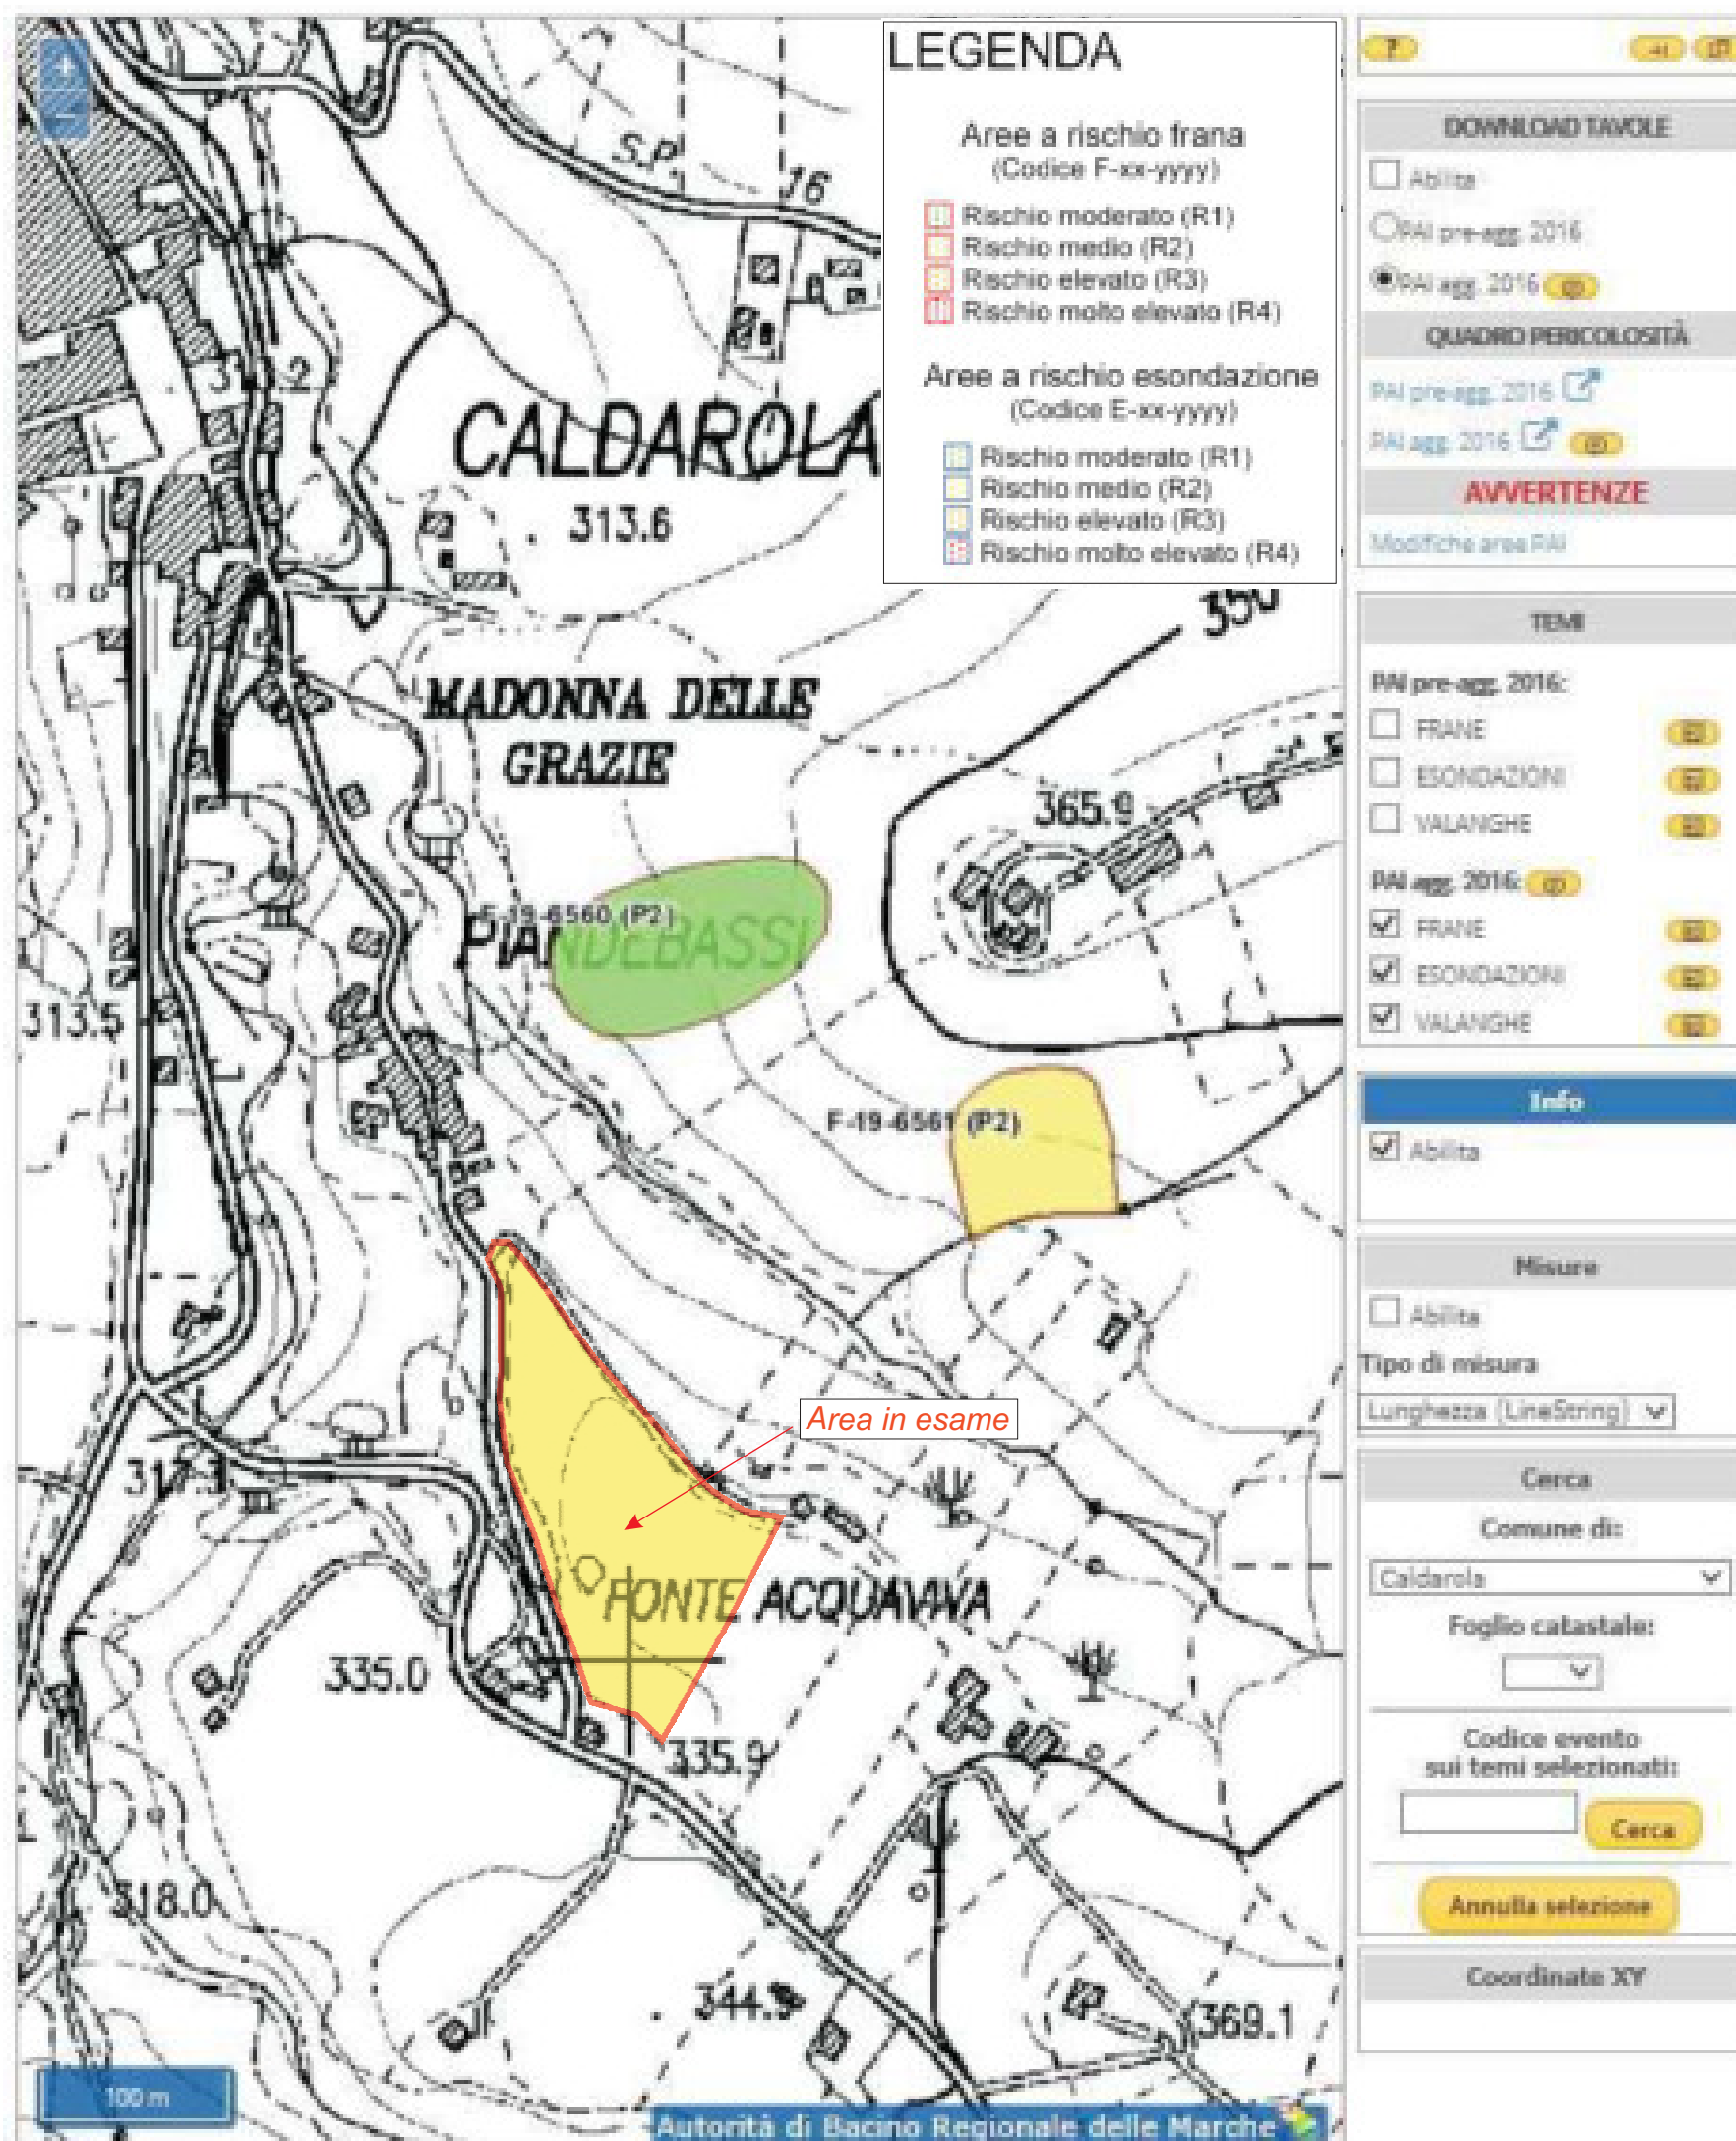 LEGENDA
Aree a rischio frana
(Codice F-xx-yyyy)
Rischio moderato (R1)
Rischio medio (R2)
Rischio elevato (R3)
Rischio molto elevato (R4)
Aree a rischio esondazione
(Codice E-xx-yyyy)
Rischio moderato (R1)
Rischio medio (R2)
Rischio elevato (R3)
Rischio molto elevato (R4)
+
−
S.P.
16
CALDAROLA
313.6
350
MADONNA DELLE
GRAZIE
365.9
F-19-6560 (P2)
PIANDEBASSI
313.5
F-19-6561 (P2)
Area in esame
FONTE ACQUAVIVA
335.0
335.9
318.0
344.9
369.1
100 m
Autorità di Bacino Regionale delle Marche
?
DOWNLOAD TAVOLE
Abilita
PAI pre-agg. 2016
PAI agg. 2016
QUADRO PERICOLOSITÀ
PAI pre-agg. 2016
PAI agg. 2016
AVVERTENZE
Modifiche aree PAI
TEMI
PAI pre-agg. 2016:
FRANE
ESONDAZIONI
VALANGHE
PAI agg. 2016:
FRANE
ESONDAZIONI
VALANGHE
Info
Abilita
Misure
Abilita
Tipo di misura
Lunghezza (LineString)
Cerca
Comune di:
Caldarola
Foglio catastale:
Codice evento
sui temi selezionati:
Cerca
Annulla selezione
Coordinate XY